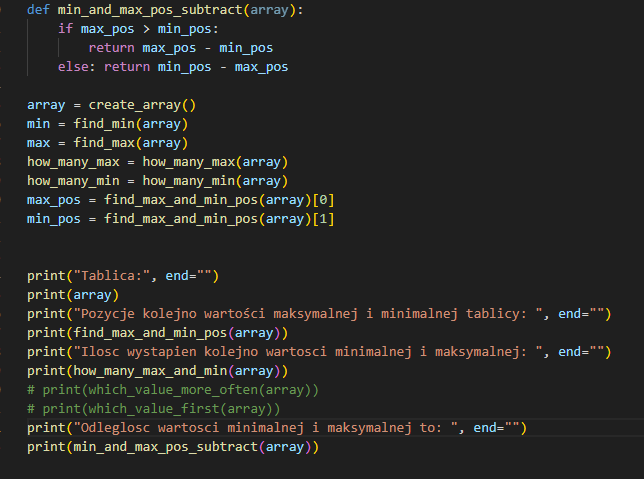 def min_and_max_pos_subtract(array):
    if max_pos > min_pos:
        return max_pos - min_pos
    else: return min_pos - max_pos
array = create_array()
min = find_min(array)
max = find_max(array)
how_many_max = how_many_max(array)
how_many_min = how_many_min(array)
max_pos = find_max_and_min_pos(array)[0]
min_pos = find_max_and_min_pos(array)[1]
print("Tablica:", end="")
print(array)
print("Pozycje kolejno wartości maksymalnej i minimalnej tablicy: ", end="")
print(find_max_and_min_pos(array))
print("Ilosc wystapien kolejno wartosci minimalnej i maksymalnej: ", end="")
print(how_many_max_and_min(array))
# print(which_value_more_often(array))
# print(which_value_first(array))
print("Odleglosc wartosci minimalnej i maksymalnej to: ", end="")
print(min_and_max_pos_subtract(array))